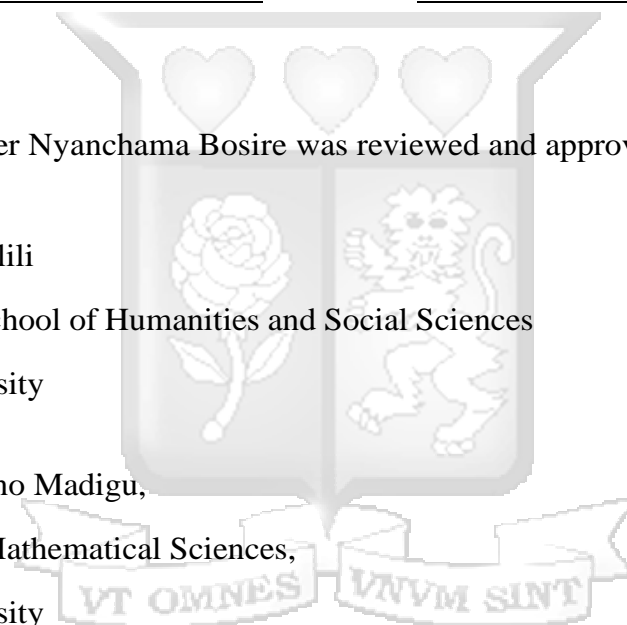 er Nyanchama Bosire was reviewed and approv
lili
chool of Humanities and Social Sciences
sity
no Madigu,
Mathematical Sciences,
VT OMNES VNVM SINT
sity